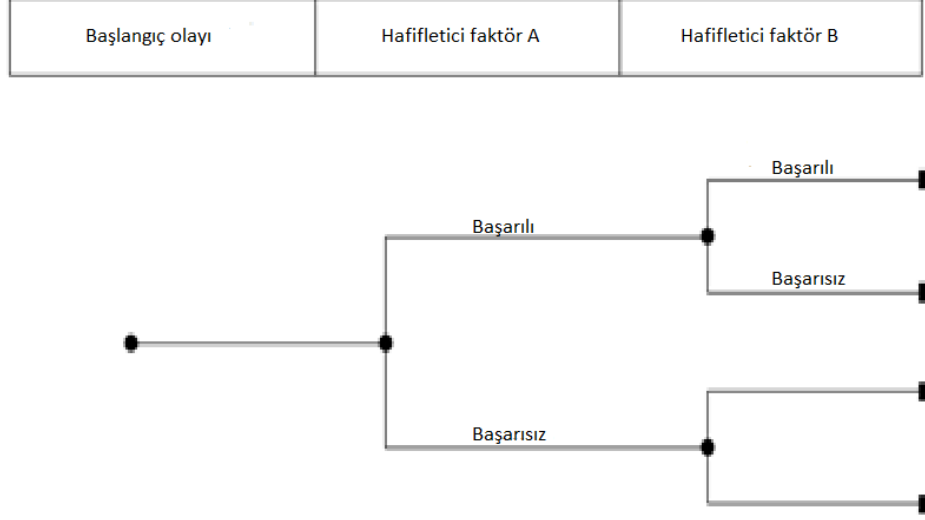 Başlangıç olayı
Hafifletici faktör A
Hafifletici faktör B
Başarılı
Başarılı
Başarısız
Başarısız